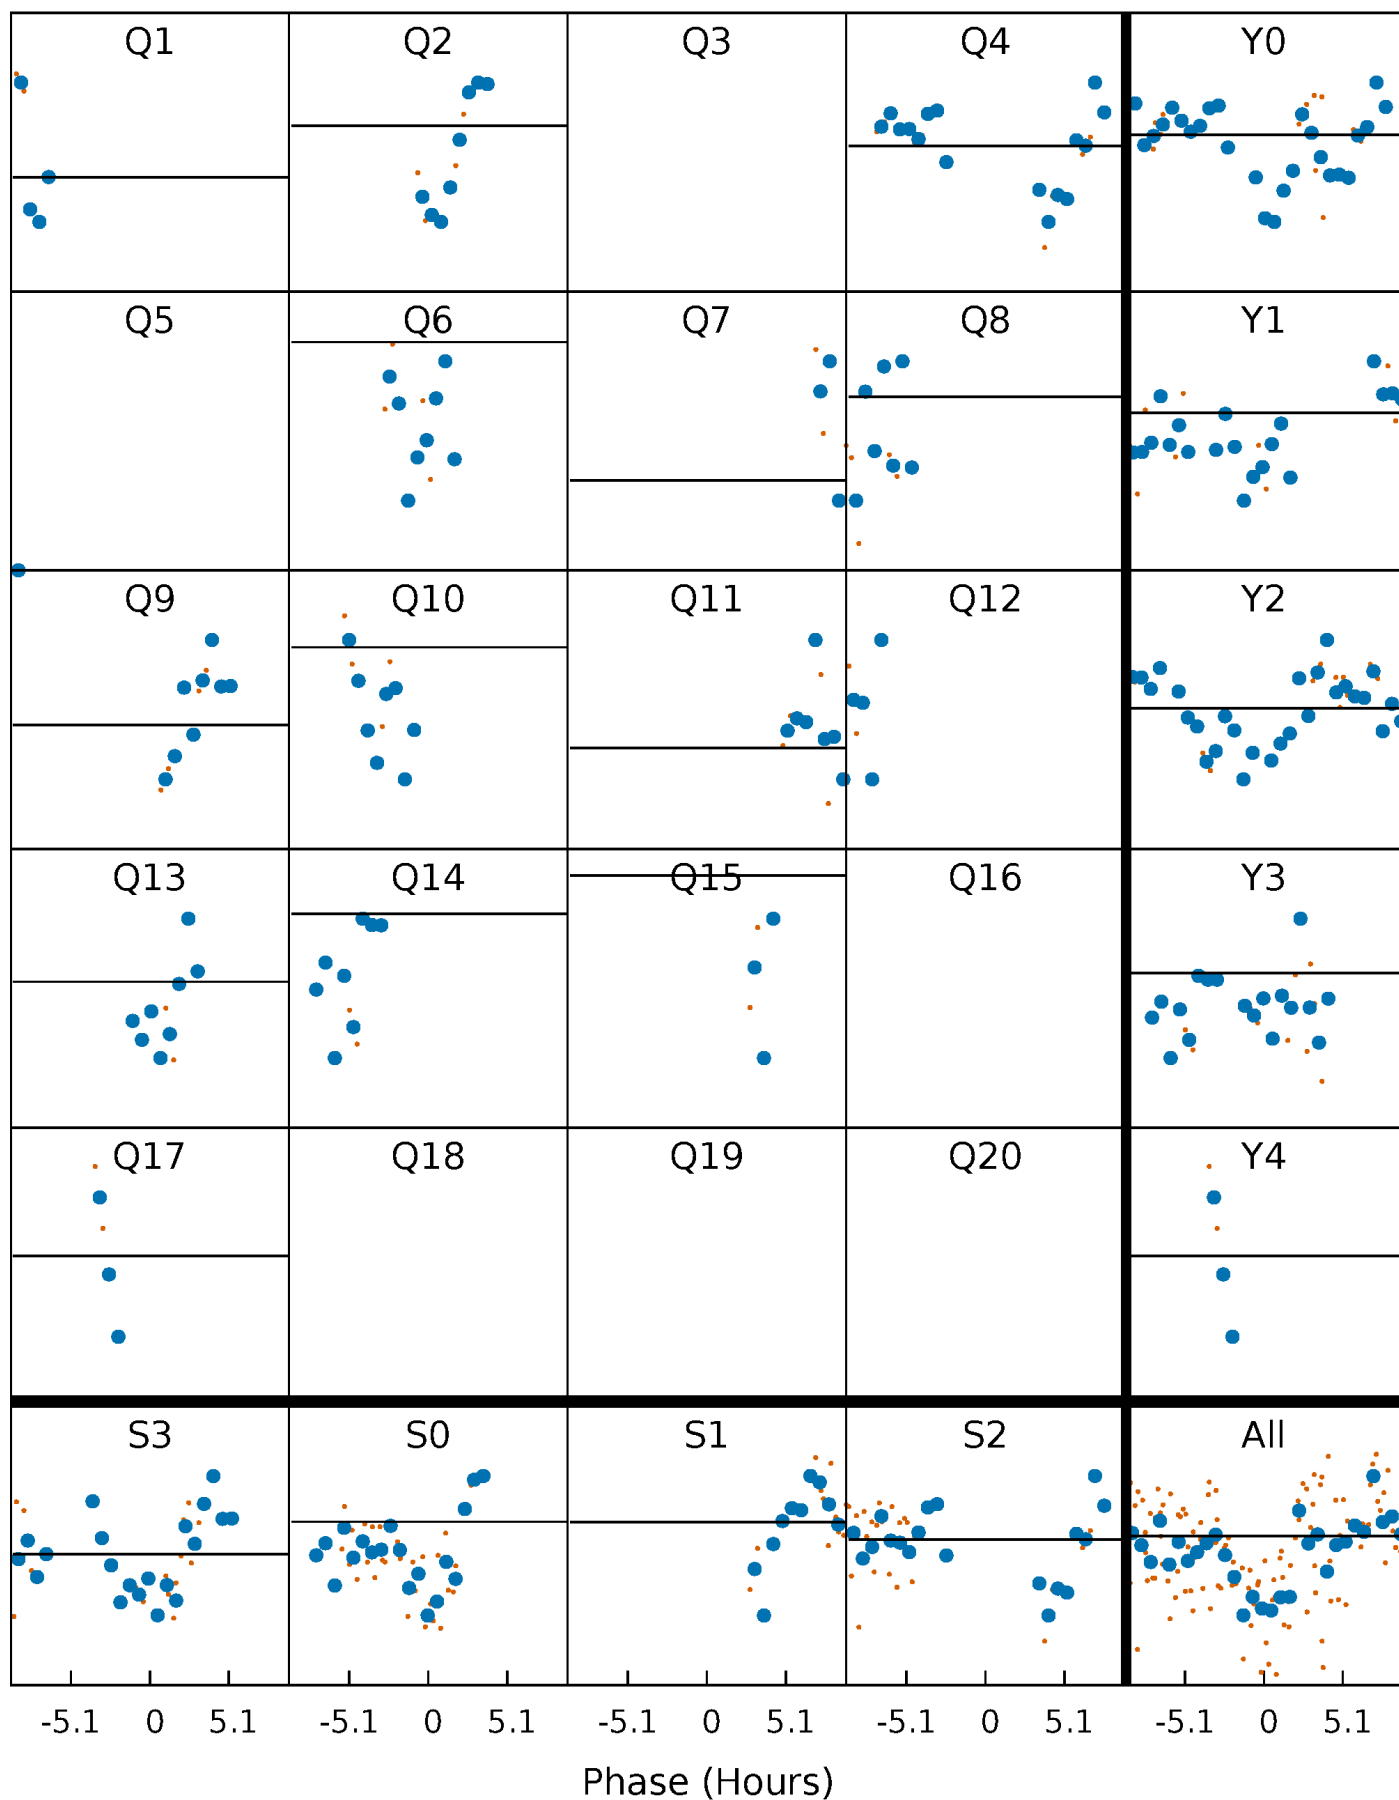 Q1 Q2 Q3 Q4 Y0
Q5 Q6 Q7 Q8 Y1
Q9 Q10 Q11 Q12 Y2
Q13 Q14 Q15 Q16 Y3
Q17 Q18 Q19 Q20 Y4
S3 S0 S1 S2 All
-5.1 0 5.1 -5.1 0 5.1 -5.1 0 5.1 -5.1 0 5.1 -5.1 0 5.1
Phase (Hours)